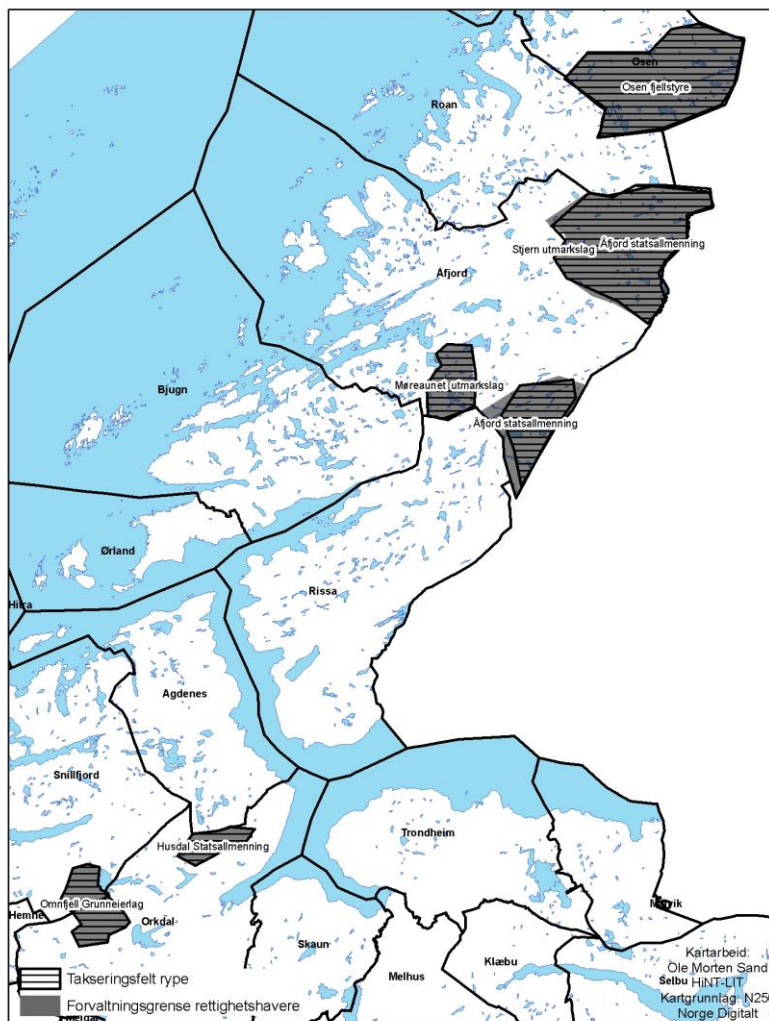 Osen
Osen fjellstyre
Roan
Stjern utmarkslag
Åfjord statsallmenning
Åfjord
Bjugn
Møreaunet utmarkslag
Åfjord statsallmenning
Ørland
Rissa
Hitra
Agdenes
Snillfjord
Trondheim
Husdal Statsallmenning
Omnfjell Grunneierlag
Hemne
Orkdal
Skaun
Melhus
Klæbu
Selbu
Kartarbeid:
Ole Morten Sand
HiNT-LIT
Kartgrunnlag: N250
Norge Digitalt
Takseringsfelt rype
Forvaltningsgrense rettighetshavere